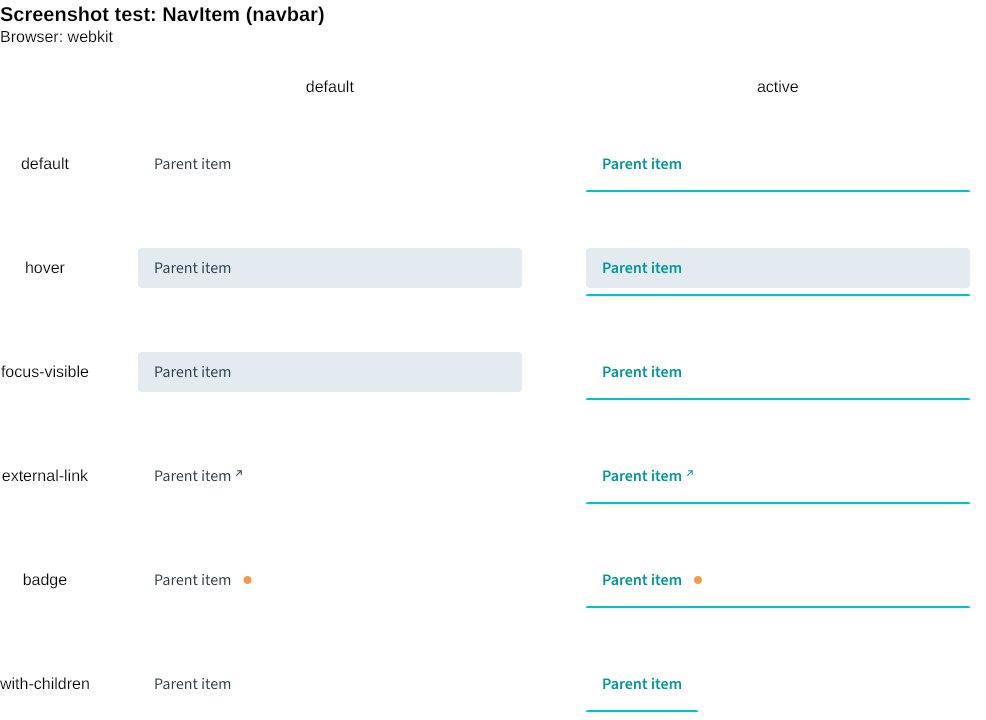 Screenshot test: NavItem (navbar)
Browser: webkit
default active
default Parent item Parent item
hover Parent item Parent item
focus-visible Parent item Parent item
external-link Parent item Parent item
badge Parent item Parent item
with-children Parent item Parent item